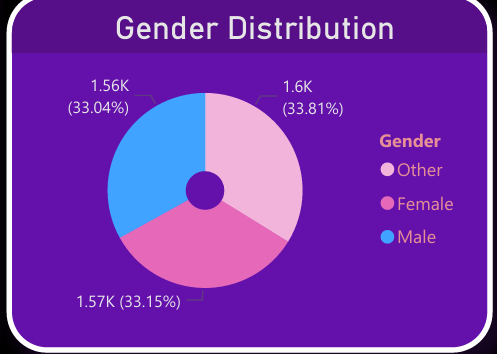 Gender Distribution
1.56K
(33.04%)
1.6K
(33.81%)
Gender
Other
Female
Male
1.57K (33.15%)